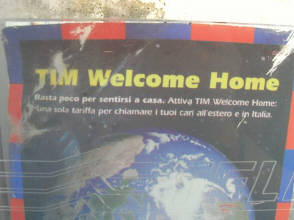 TIM Welcome Home
Basta poco per sentirsi a casa. Attiva TIM Welcome Home:
una sola tariffa per chiamare i tuoi cari all'estero e in Italia.